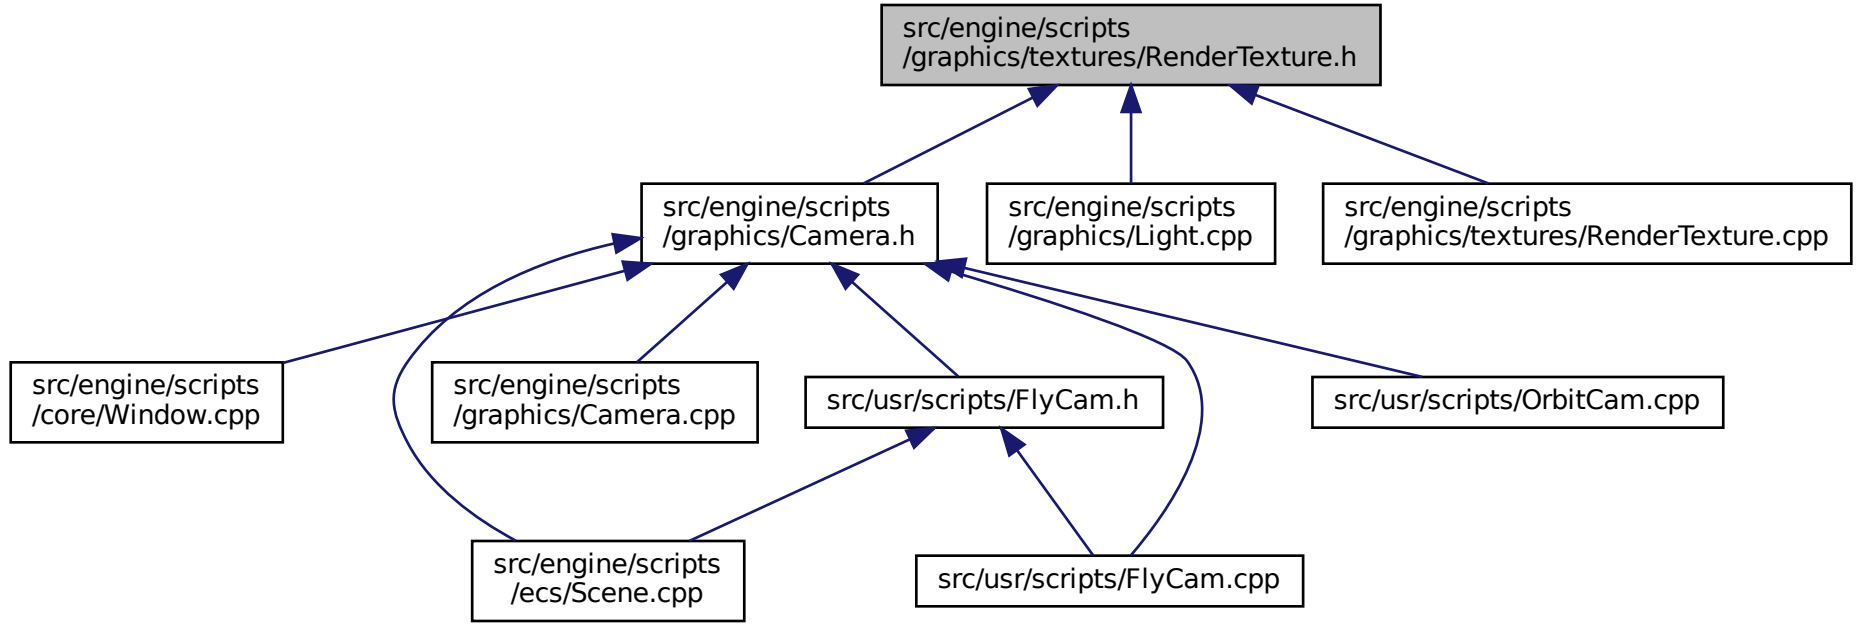 src/engine/scripts
/graphics/textures/RenderTexture.h
src/engine/scripts
/graphics/Camera.h
src/engine/scripts
/graphics/Light.cpp
src/engine/scripts
/graphics/textures/RenderTexture.cpp
src/engine/scripts
/core/Window.cpp
src/engine/scripts
/graphics/Camera.cpp
src/usr/scripts/FlyCam.h
src/usr/scripts/OrbitCam.cpp
src/engine/scripts
/ecs/Scene.cpp
src/usr/scripts/FlyCam.cpp